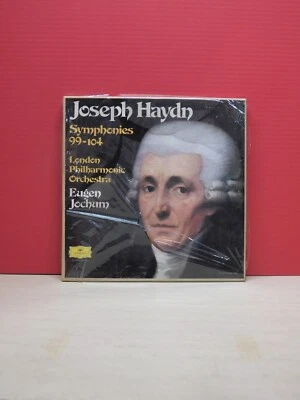 Joseph Haydn
Symphonies
99-104
London
Philharmonic
Orchestra
Eugen
Jochum